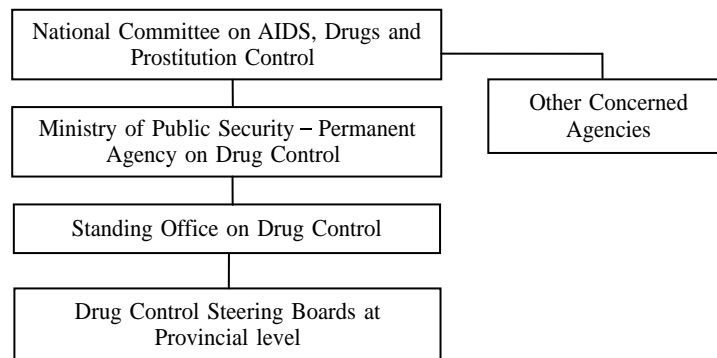 National Committee on AIDS, Drugs and
Prostitution Control
Other Concerned
Agencies
Ministry of Public Security – Permanent
Agency on Drug Control
Standing Office on Drug Control
Drug Control Steering Boards at
Provincial level